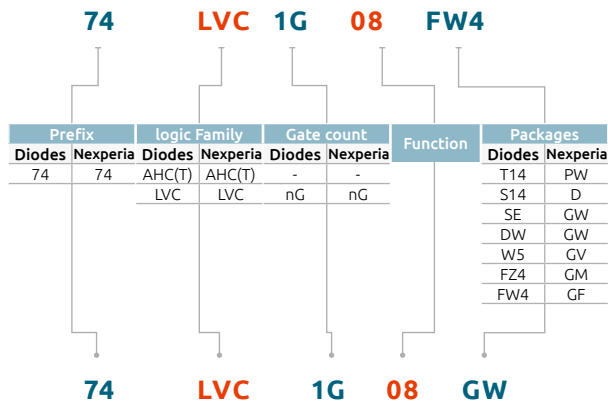 74 LVC 1G 08 FW4
Prefix logic Family Gate count Function Packages
Diodes Nexperia Diodes Nexperia Diodes Nexperia Diodes Nexperia
74 74 AHC(T) AHC(T) - - T14 PW
LVC LVC nG nG S14 D
SE GW
DW GW
W5 GV
FZ4 GM
FW4 GF
74 LVC 1G 08 GW